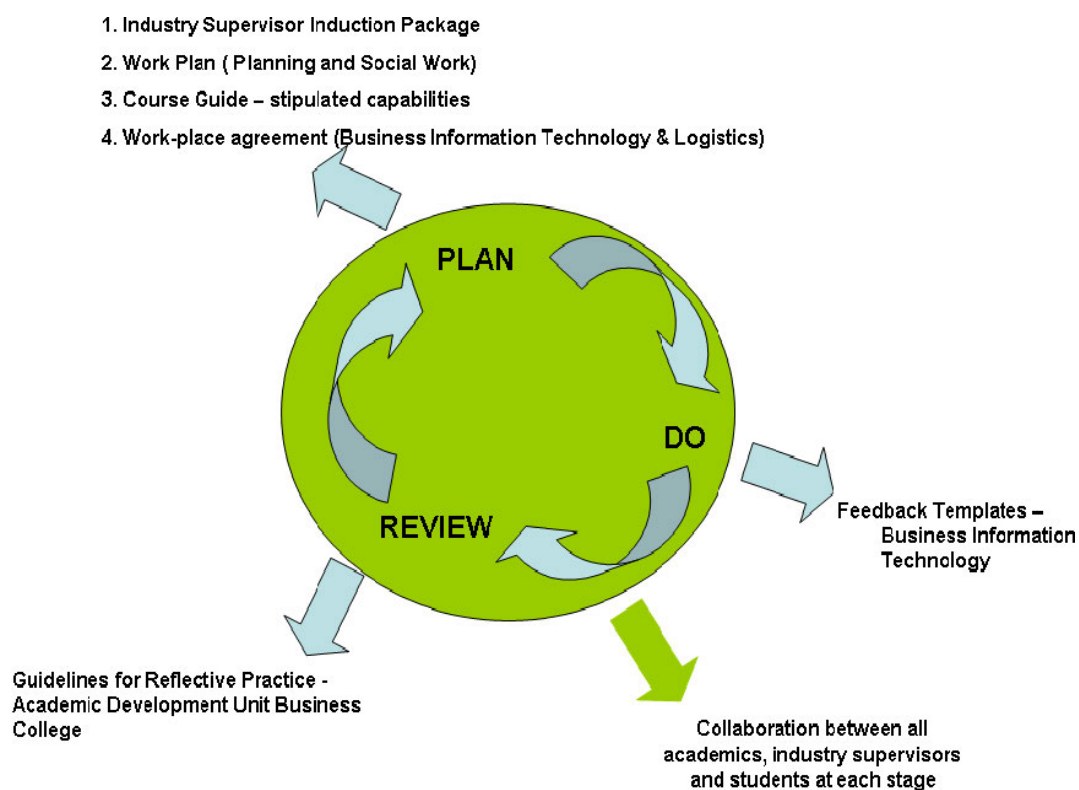 1. Industry Supervisor Induction Package
2. Work Plan ( Planning and Social Work)
3. Course Guide – stipulated capabilities
4. Work-place agreement (Business Information Technology & Logistics)
PLAN
DO
REVIEW
Feedback Templates –
Business Information
Technology
Guidelines for Reflective Practice -
Academic Development Unit Business
College
Collaboration between all
academics, industry supervisors
and students at each stage